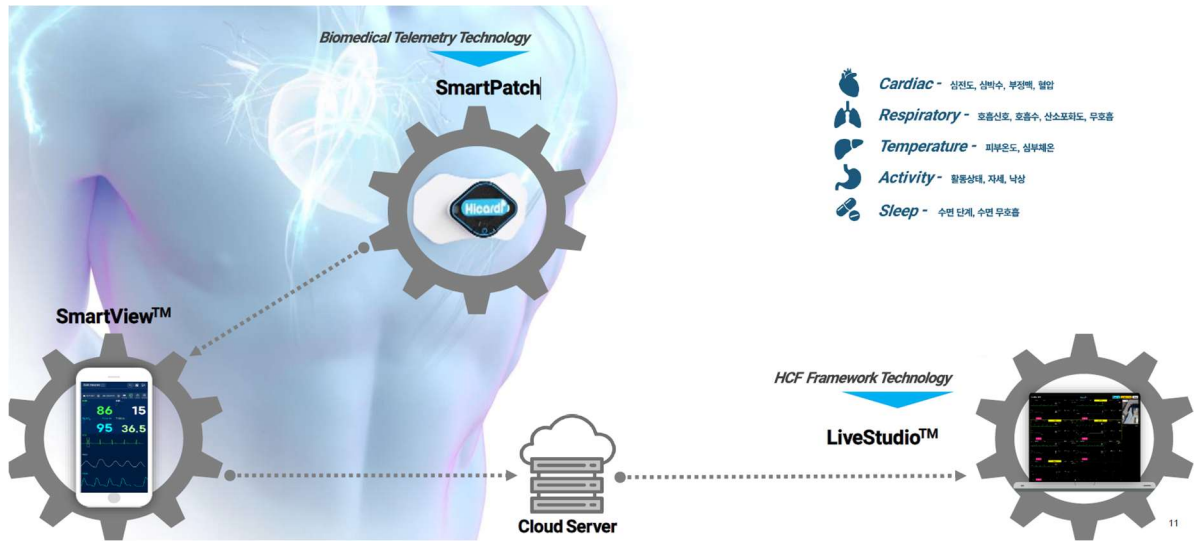 Biomedical Telemetry Technology
SmartPatch
Hicardi
Cardiac - 심전도, 심박수, 부정맥, 혈압
Respiratory - 호흡신호, 호흡수, 산소포화도, 무호흡
Temperature - 피부온도, 심부체온
Activity - 활동상태, 자세, 낙상
Sleep - 수면 단계, 수면 무호흡
SmartView™
86 15
95 36.5
HCF Framework Technology
LiveStudio™
Cloud Server
11